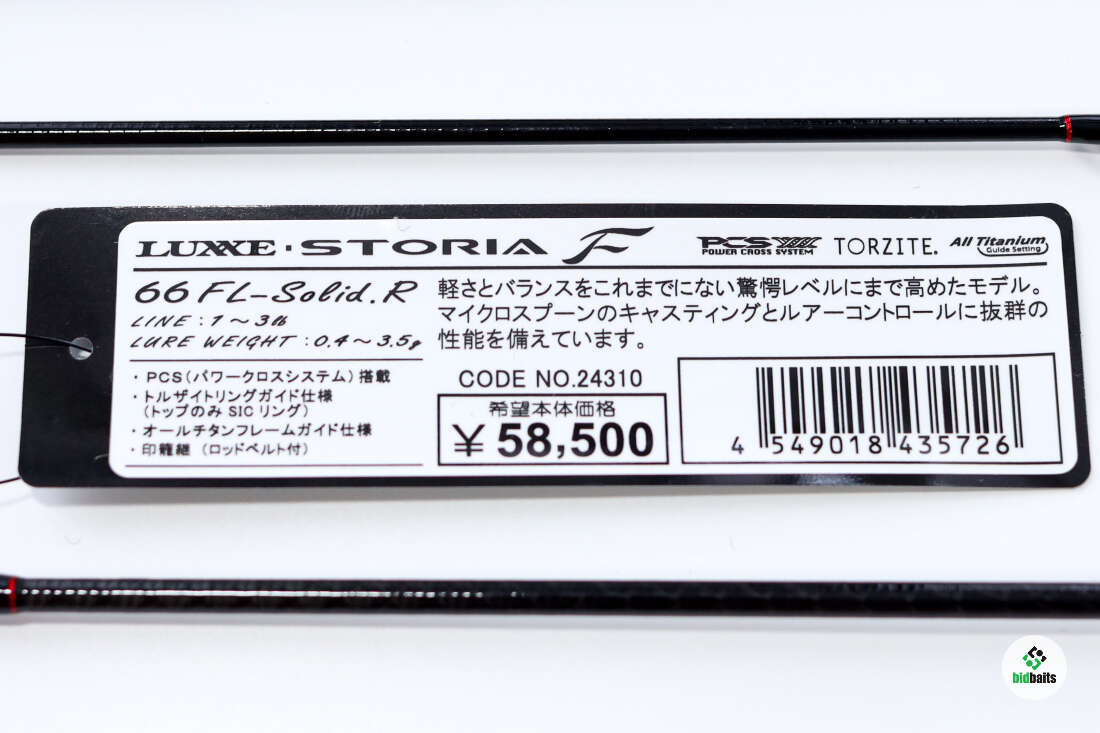 LUXXE · STORIA F
PCS
POWER CROSS SYSTEM
TORZITE.
All Titanium
Guide Setting
66 FL-Solid.R
LINE : 1〜3lb
LURE WEIGHT : 0.4〜3.5g
軽さとバランスをこれまでにない驚愕レベルにまで高めたモデル。
マイクロスプーンのキャスティングとルアーコントロールに抜群の
性能を備えています。
・PCS(パワークロスシステム)搭載
・トルザイトリングガイド仕様
(トップのみ SIC リング)
・オールチタンフレームガイド仕様
・印籠継 (ロッドベルト付)
CODE NO.24310
希望本体価格
¥ 58,500
4 549018 435726
bidbaits